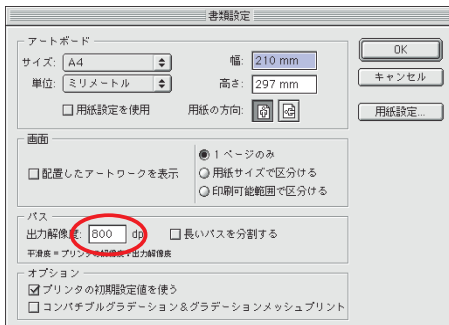 書類設定
アートボード
サイズ: A4
幅: 210 mm
単位: ミリメートル
高さ: 297 mm
用紙設定を使用
用紙の方向:
OK
キャンセル
用紙設定...
画面
配置したアートワークを表示
1 ページのみ
用紙サイズで区分ける
印刷可能範囲で区分ける
パス
出力解像度: 800 dpi
長いパスを分割する
平滑度 = プリンタの解像度÷出力解像度
オプション
プリンタの初期設定値を使う
コンパチブルグラデーション＆グラデーションメッシュプリント